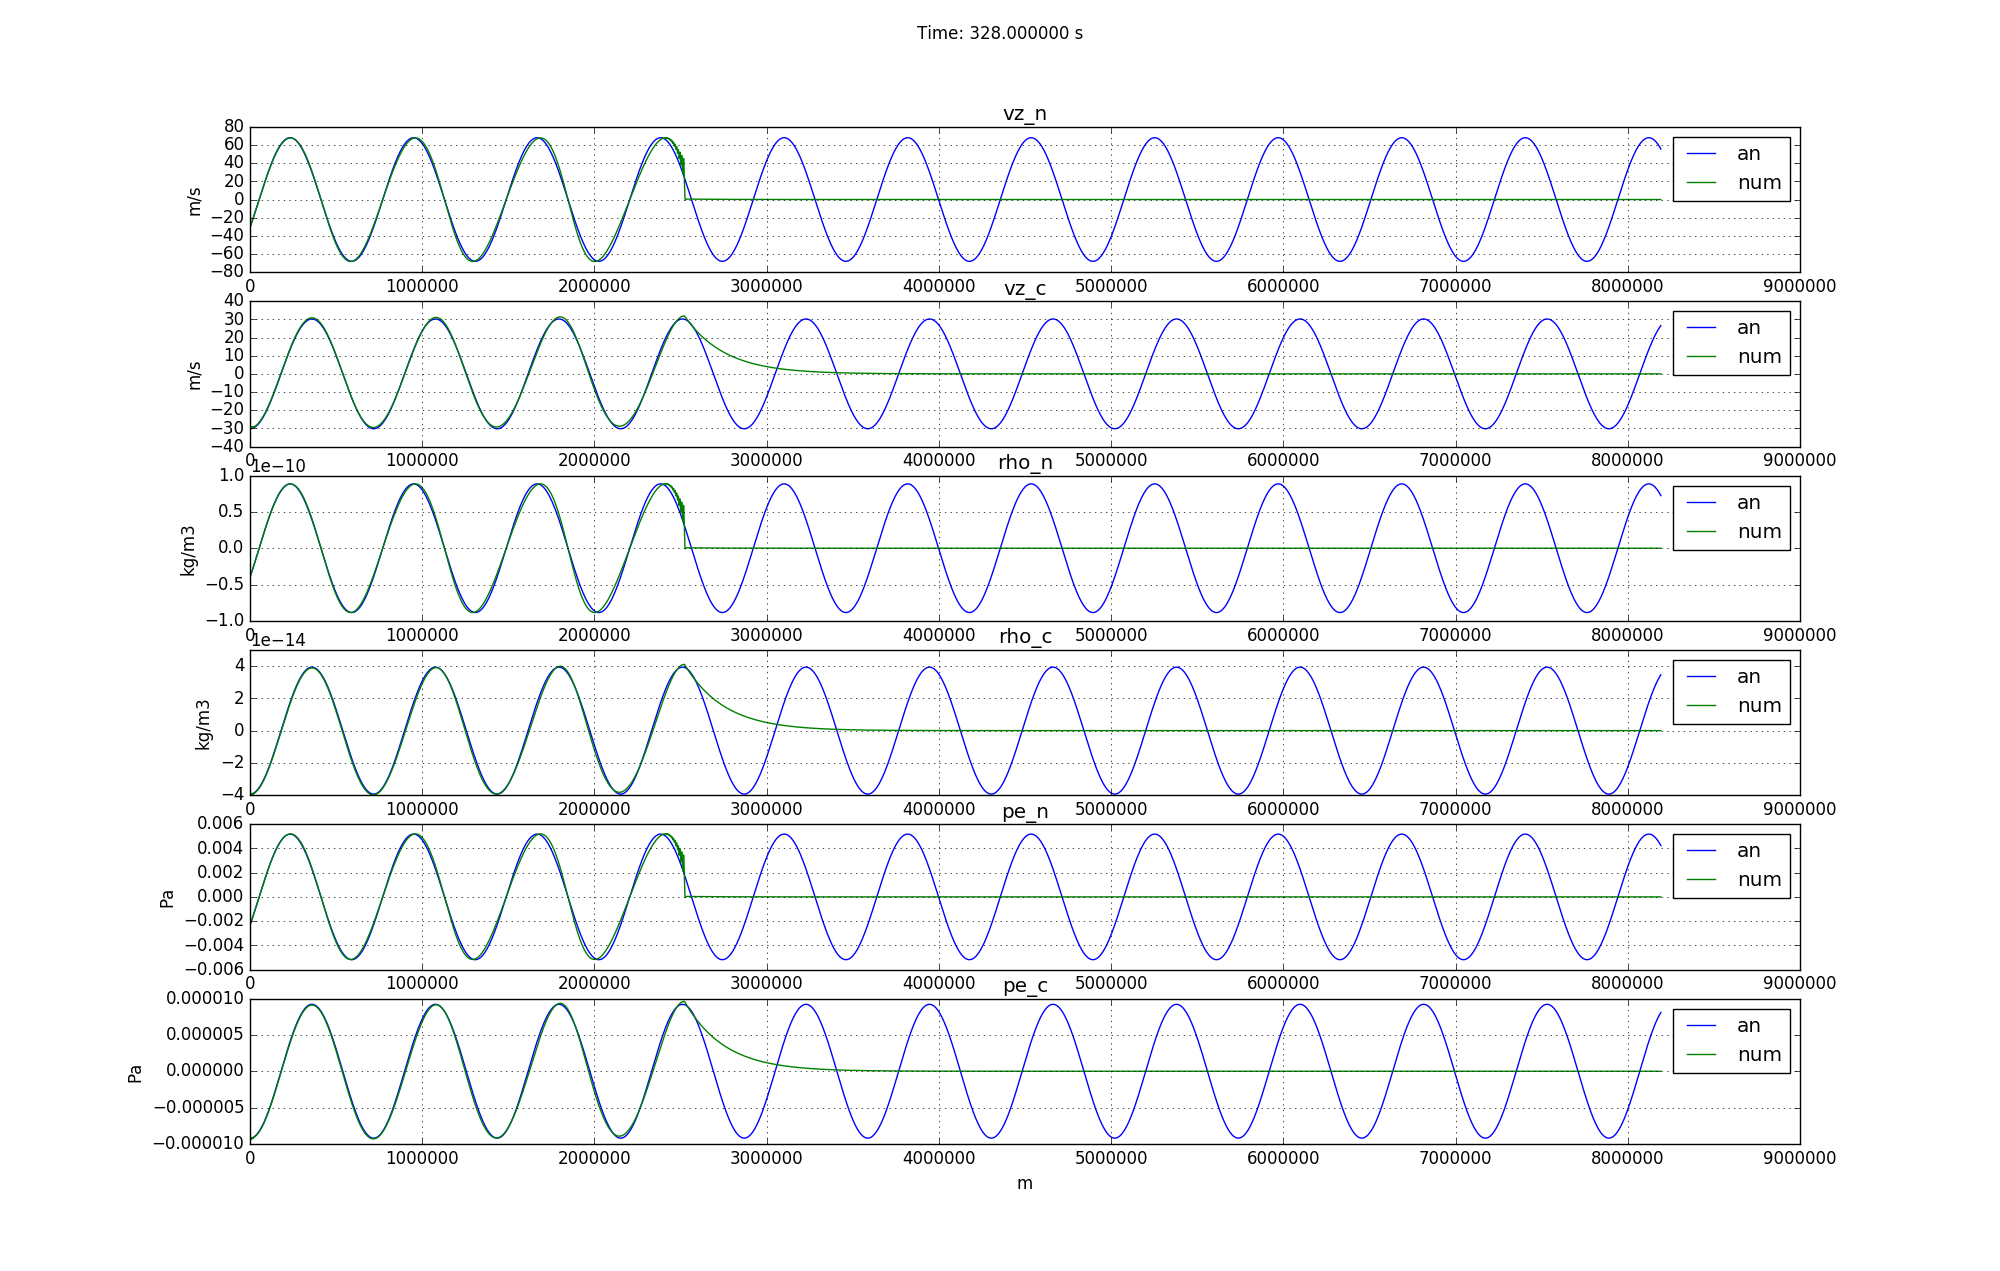 Time: 328.000000 s
vz_n
80
60
40
20
0
−20
−40
−60
−80
m/s
an
num
0 1000000 2000000 3000000 4000000 5000000 6000000 7000000 8000000 9000000
vz_c
40
30
20
10
0
−10
−20
−30
−40
m/s
an
num
0 1000000 2000000 3000000 4000000 5000000 6000000 7000000 8000000 9000000
1e−10
rho_n
1.0
0.5
0.0
−0.5
−1.0
kg/m3
an
num
0 1000000 2000000 3000000 4000000 5000000 6000000 7000000 8000000 9000000
1e−14
rho_c
4
2
0
−2
−4
kg/m3
an
num
0 1000000 2000000 3000000 4000000 5000000 6000000 7000000 8000000 9000000
pe_n
0.006
0.004
0.002
0.000
−0.002
−0.004
−0.006
Pa
an
num
0 1000000 2000000 3000000 4000000 5000000 6000000 7000000 8000000 9000000
pe_c
0.000010
0.000005
0.000000
−0.000005
−0.000010
Pa
an
num
0 1000000 2000000 3000000 4000000 5000000 6000000 7000000 8000000 9000000
m